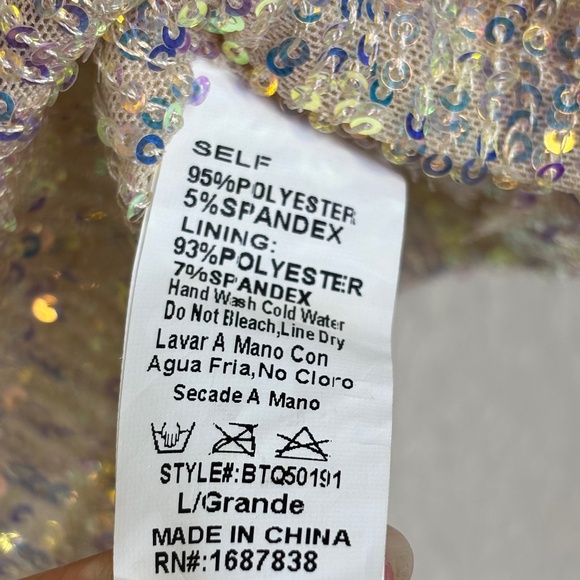 SELF
95%POLYESTER
5%SPANDEX
LINING:
93%POLYESTER
7%SPANDEX
Hand Wash Cold Water
Do Not Bleach,Line Dry
Lavar A Mano Con
Agua Fria,No Cloro
Secade A Mano
STYLE#:BTQ50191
L/Grande
MADE IN CHINA
RN#:1687838